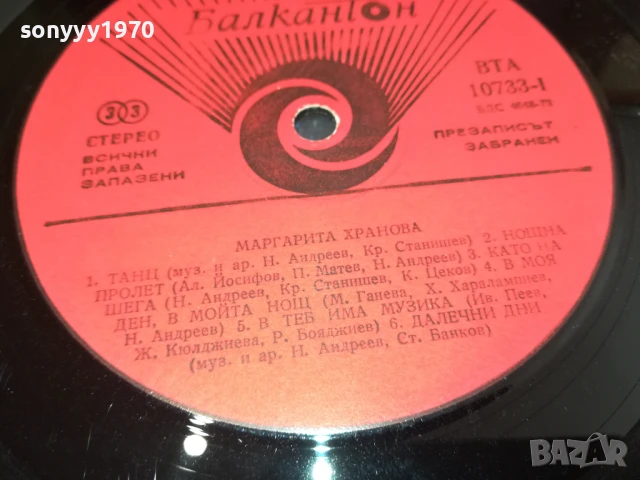 sonyyy1970
Балкантон
33
СТЕРЕО
ВСИЧКИ
ПРАВА
ЗАПАЗЕНИ
ВТА
10733-I
ПРЕЗАПИСЪТ
ЗАБРАНЕН
МАРГАРИТА ХРАНОВА
1. ТАНЦ (муз. и ар. Н. Андреев, Кр. Станишев) 2. НОЩНА
ПРОЛЕТ (Ал. Йосифов, П. Матев, Н. Андреев) 3. КАТО НА
ШЕГА (Н. Андреев, Кр. Станишев, К. Цеков) 4. В МОЯ
ДЕН, В МОЙТА НОЩ (М. Ганева, Х. Харалампиев,
Н. Андреев) 5. В ТЕБ ИМА МУЗИКА (Ив. Пеев,
Ж. Кюлджиева, Р. Бояджиев) 6. ДАЛЕЧНИ ДНИ
(муз. и ар. Н. Андреев, Ст. Банков)
BAZAR